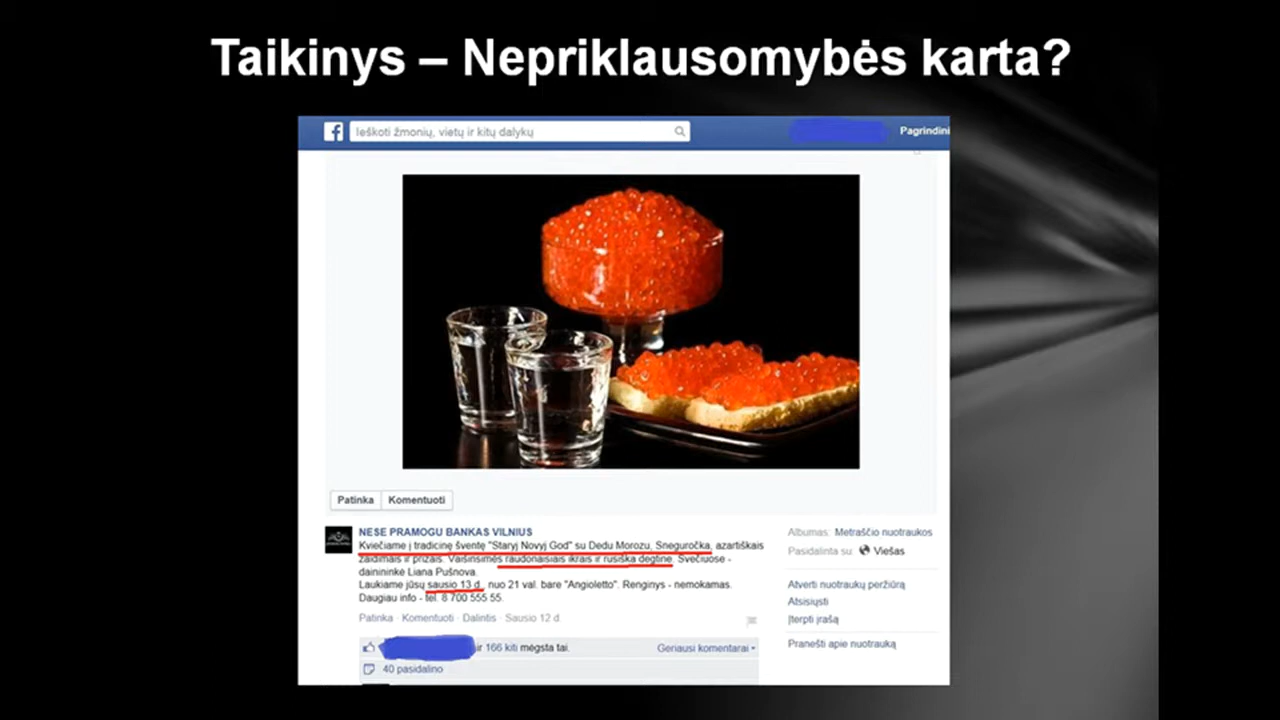 Taikinys – Nepriklausomybės karta?
Ieškoti žmonių, vietų ir kitų dalykų
Pagrindini
Patinka Komentuoti
NESE PRAMOGU BANKAS VILNIUS
Kviečiame į tradicinę šventę "Staryj Novyj God" su Dedu Morozu, Sneguročka, azartiškais
žaidimais ir prizais. Vaišinsimės raudonaisiais ikrais ir rusiška degtine. Svečiuose -
dainininkė Liana Pušnova.
Laukiame jūsų sausio 13 d., nuo 21 val. bare "Angioletto". Renginys - nemokamas.
Daugiau info - tel. 8 700 555 55.
Patinka · Komentuoti · Dalintis · Sausio 12 d.
ir 166 kiti mėgsta tai.
Geriausi komentarai
40 pasidalino
Albumas: Metraščio nuotraukos
Pasidalinta su: Viešas
Atverti nuotraukų peržiūrą
Atsisiųsti
Įterpti įrašą
Pranešti apie nuotrauką